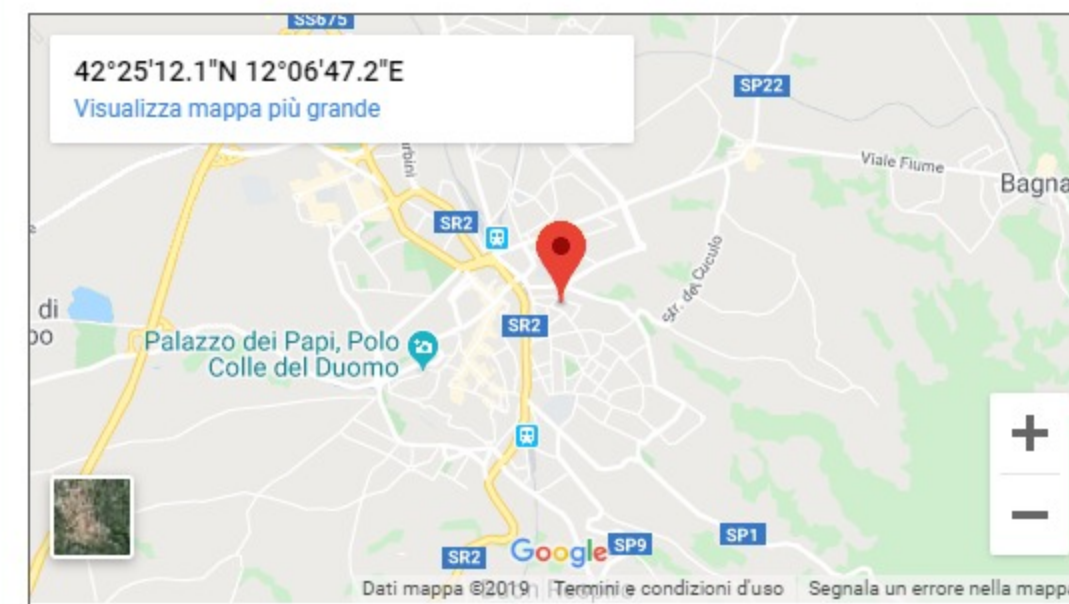 SS675
42°25'12.1"N 12°06'47.2"E
Visualizza mappa più grande
SP22
rbini
Viale Fiume
Bagna
SR2
Str. del Cuculo
di
SR2
Palazzo dei Papi, Polo
Colle del Duomo
SR2
Google
SP9
SP1
Dati mappa ©2019
Termini e condizioni d'uso
Segnala un errore nella mappa